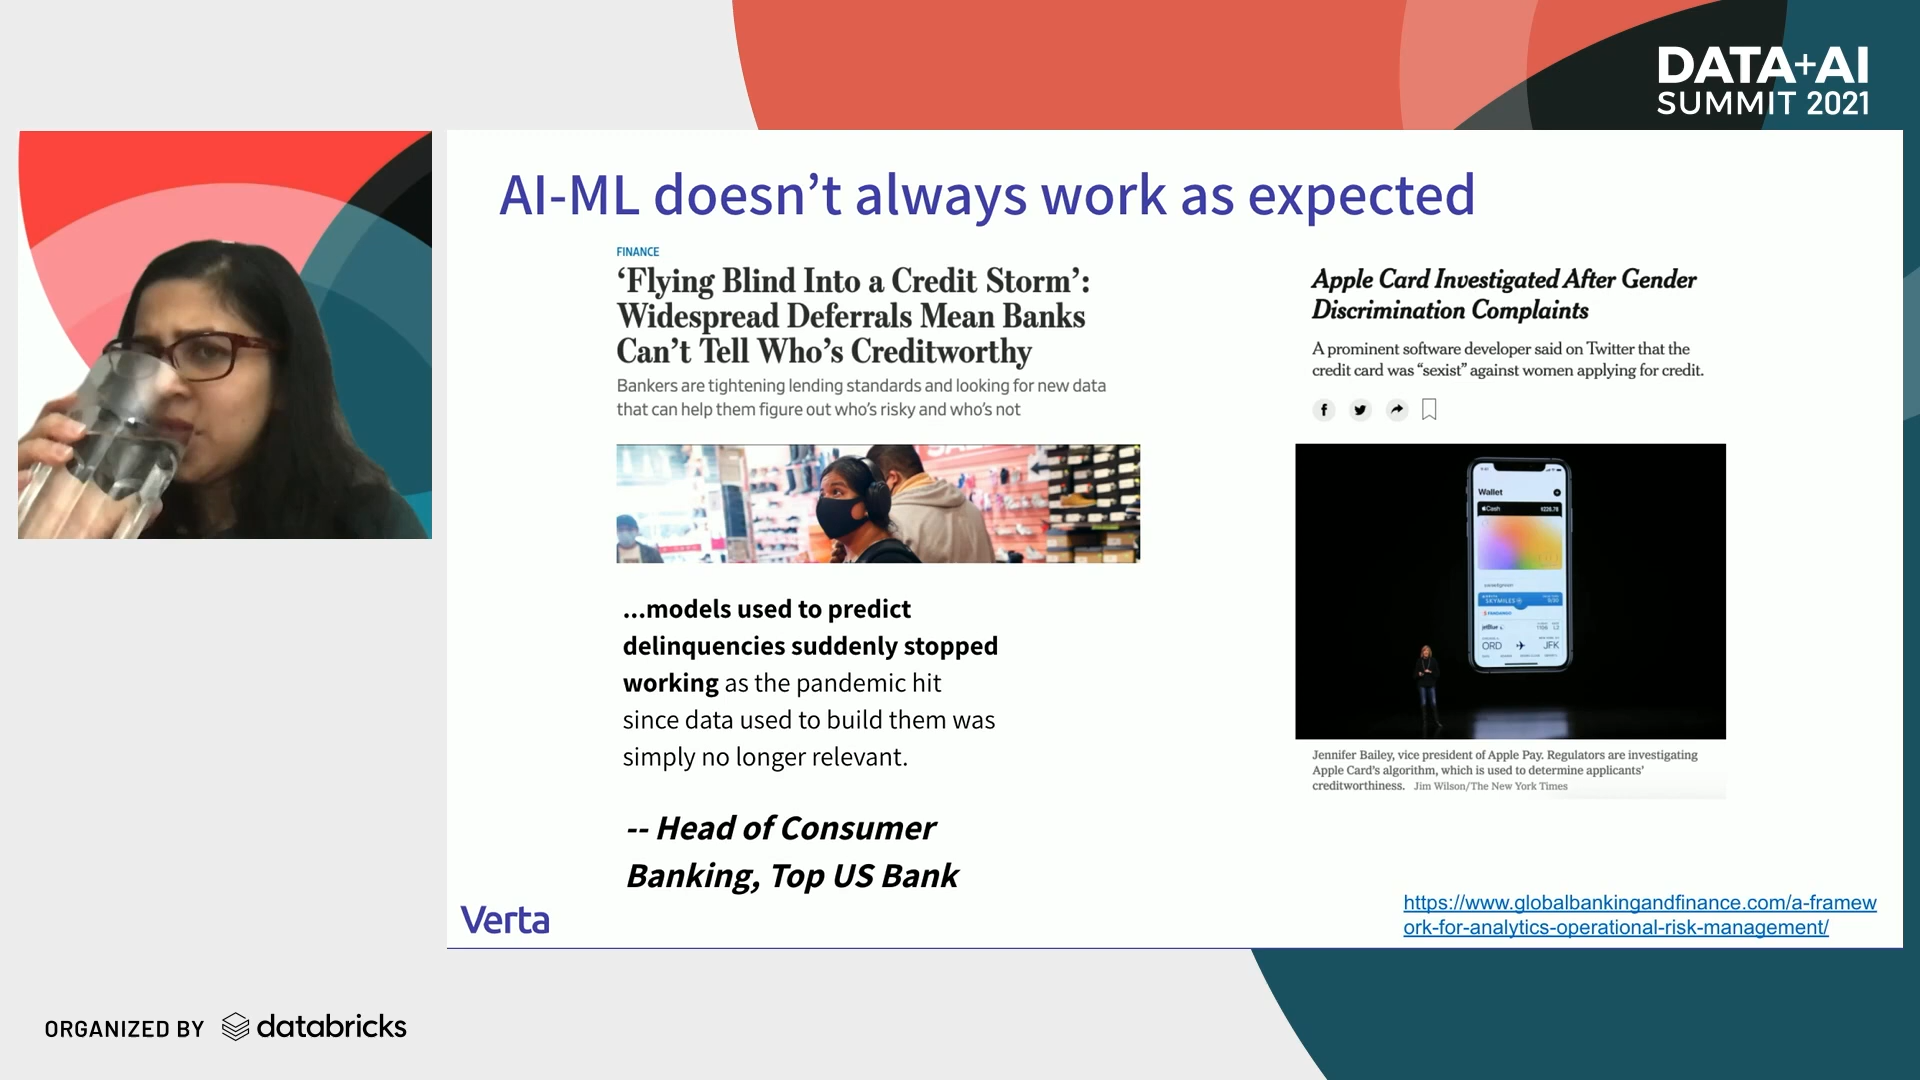 DATA+AI
SUMMIT 2021
AI-ML doesn’t always work as expected
FINANCE
‘Flying Blind Into a Credit Storm’:
Widespread Deferrals Mean Banks
Can’t Tell Who’s Creditworthy
Bankers are tightening lending standards and looking for new data
that can help them figure out who’s risky and who’s not
...models used to predict
delinquencies suddenly stopped
working as the pandemic hit
since data used to build them was
simply no longer relevant.
-- Head of Consumer
Banking, Top US Bank
Apple Card Investigated After Gender
Discrimination Complaints
A prominent software developer said on Twitter that the
credit card was “sexist” against women applying for credit.
Wallet
Cash
SKYMILES
jetBlue
ORD
JFK
Jennifer Bailey, vice president of Apple Pay. Regulators are investigating
Apple Card’s algorithm, which is used to determine applicants’
creditworthiness. Jim Wilson/The New York Times
https://www.globalbankingandfinance.com/a-framew
ork-for-analytics-operational-risk-management/
Verta
ORGANIZED BY databricks